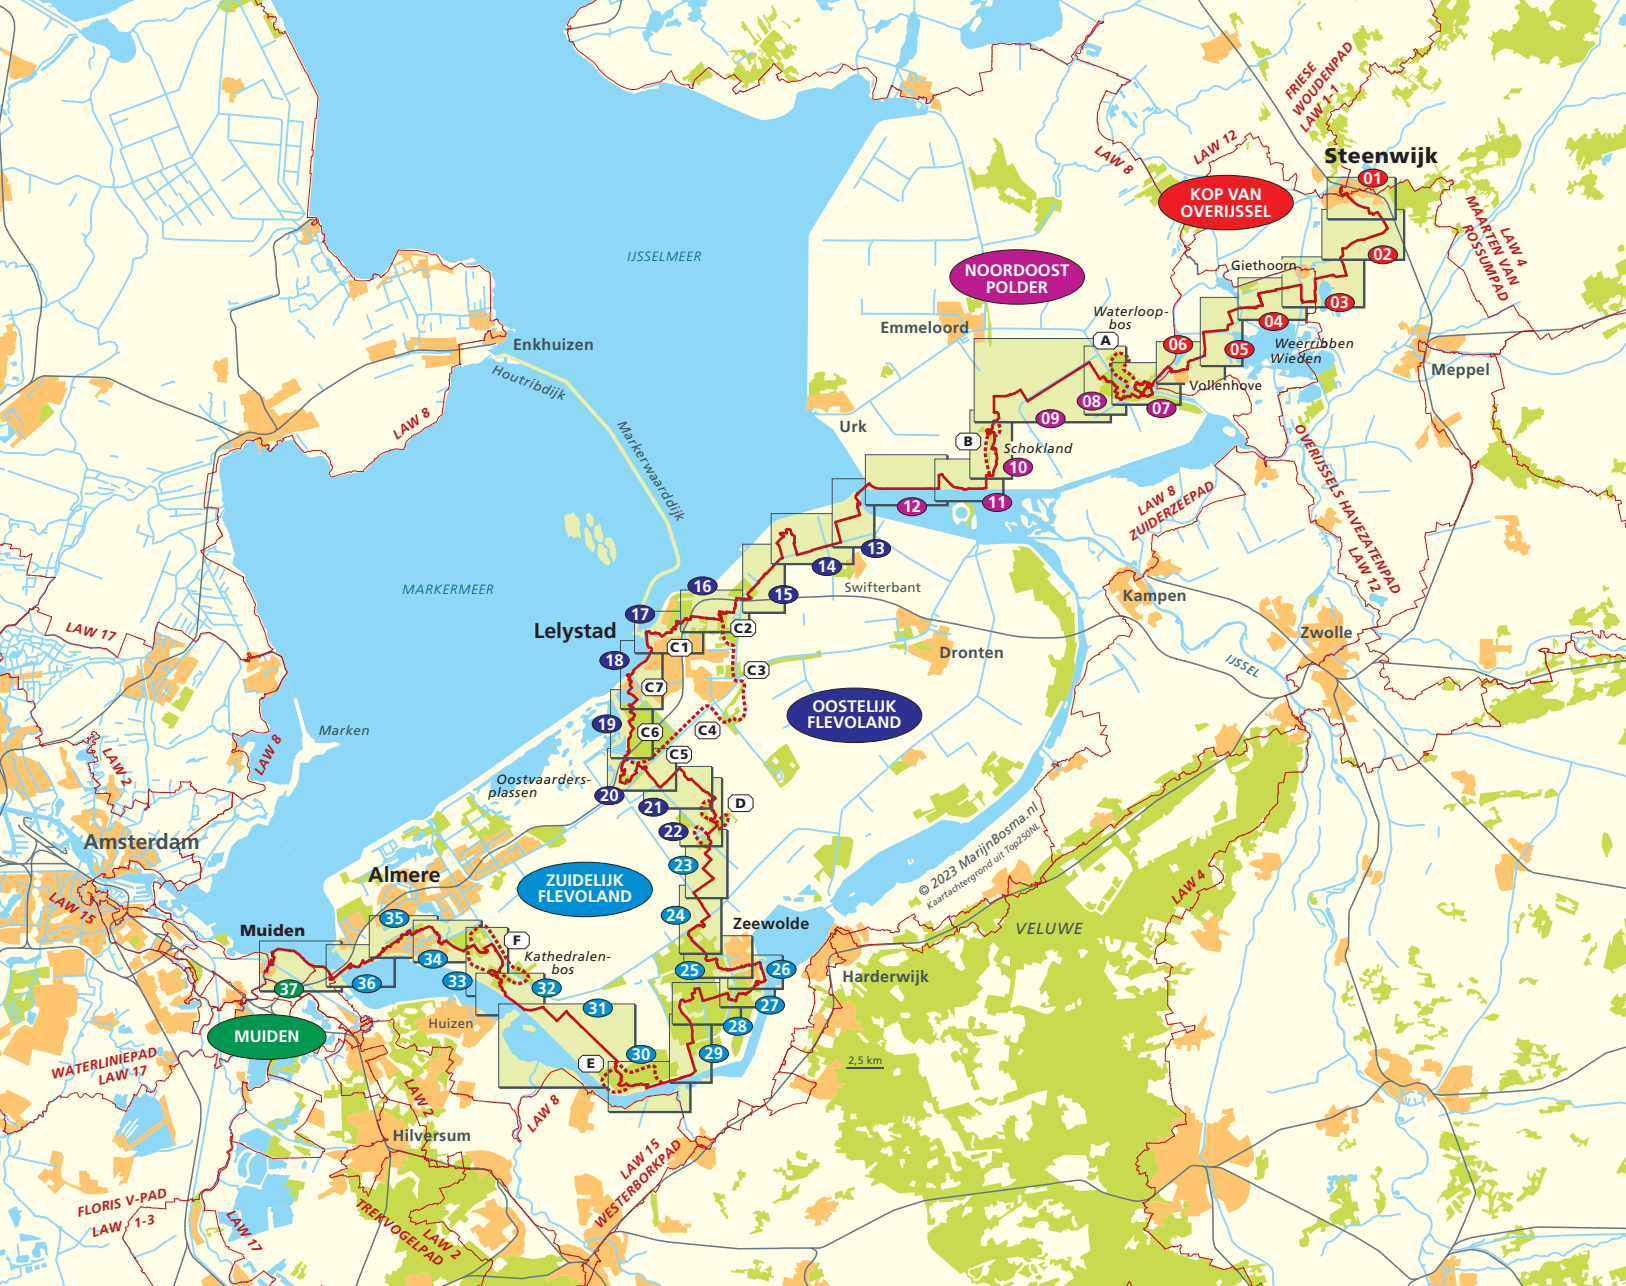 FRIESE
WOUDENPAD
LAW 1-1
LAW 12
LAW 8
Steenwijk
01
KOP VAN
OVERIJSSEL
LAW 4
MAARTEN VAN
ROSSUMPAD
02
IJSSELMEER
NOORDOOST
POLDER
Giethoorn
03
04
Waterloop-
bos
Emmeloord
A
06
05
Weerribben
Wieden
Enkhuizen
Meppel
Houtribdijk
Vollenhove
08
07
09
LAW 8
Urk
Markerwaarddijk
B
Schokland
10
OVERIJSSELS HAVEZATENPAD
LAW 12
LAW 8
ZUIDERZEEPAD
12
11
13
14
MARKERMEER
16
15
Swifterbant
Kampen
17
Lelystad
C2
LAW 17
Zwolle
C1
18
C3
Dronten
IJSSEL
C7
OOSTELIJK
FLEVOLAND
19
C6
C4
Marken
LAW 8
LAW 2
C5
Oostvaarders-
plassen
20
21
D
22
Amsterdam
© 2023 MarijnBosma.nl
Kaartachtergrond uit Top250NL
23
Almere
ZUIDELIJK
FLEVOLAND
LAW 4
LAW 15
35
24
Zeewolde
Muiden
F
VELUWE
34
Kathedralen-
bos
25
26
Harderwijk
33
36
37
32
27
31
Huizen
28
MUIDEN
30
29
2,5 km
E
WATERLINIEPAD
LAW 17
LAW 2
LAW 8
Hilversum
LAW 15
WESTERBORKPAD
FLORIS V-PAD
LAW 1-3
LAW 17
TREKVOGELPAD
LAW 2